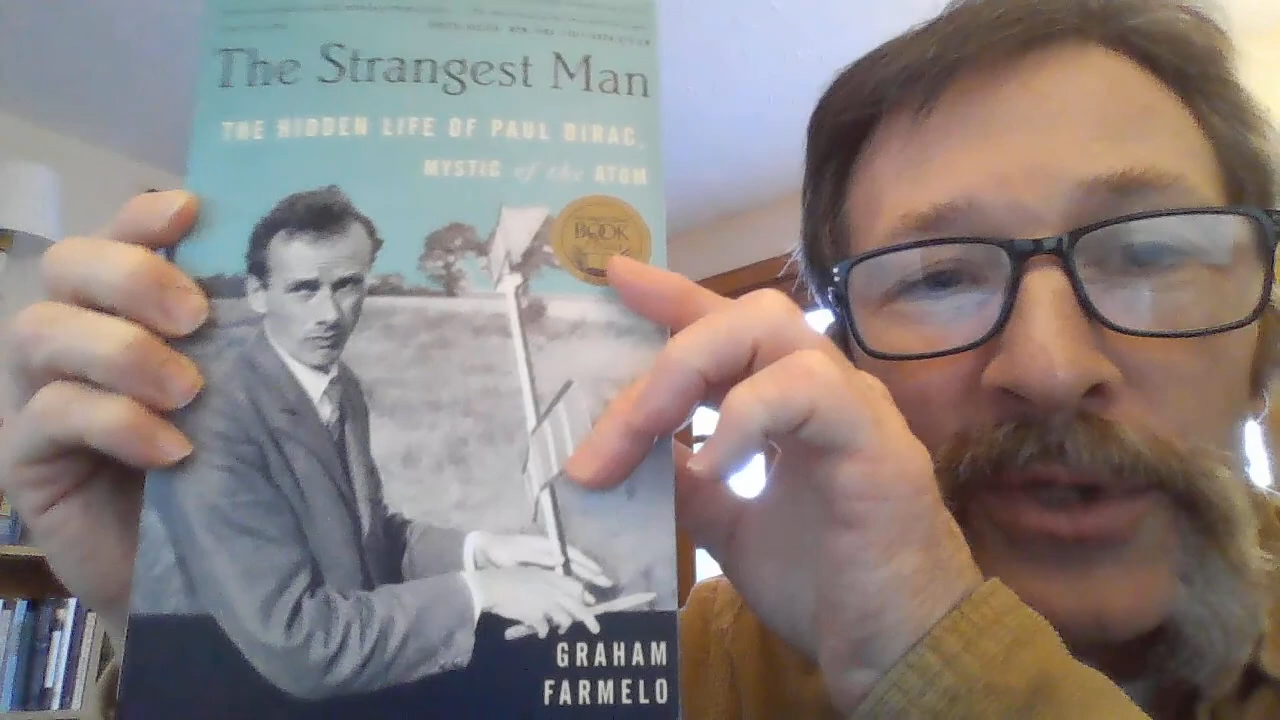 The Strangest Man
THE HIDDEN LIFE OF PAUL DIRAC,
MYSTIC of the ATOM
BOOK
GRAHAM
FARMELO